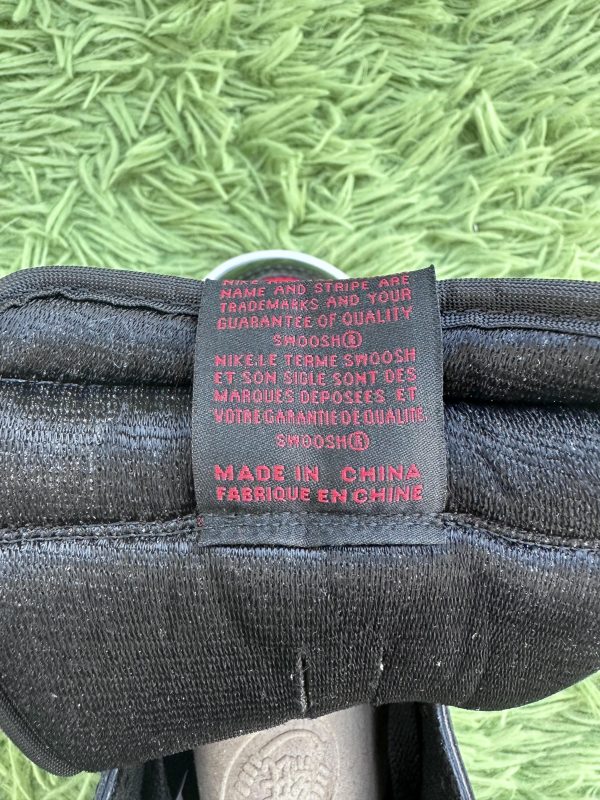 NAME AND STRIPE ARE
TRADEMARKS AND YOUR
GUARANTEE OF QUALITY
SWOOSH®
NIKE.LE TERME SWOOSH
ET SON SIGLE SONT DES
MARQUES DEPOSEES ET
VOTRE GARANTIE DE QUALITE.
SWOOSH®
MADE IN CHINA
FABRIQUE EN CHINE